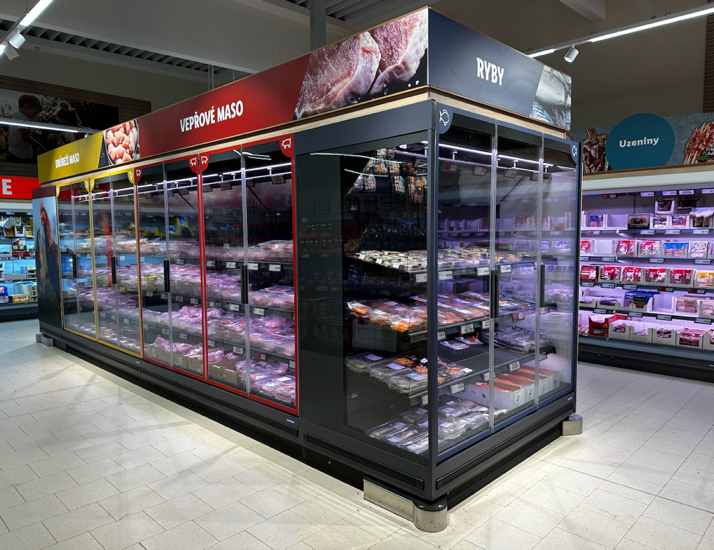 DRŮBEŽÍ MASO
VEPŘOVÉ MASO
RYBY
Uzeniny
E